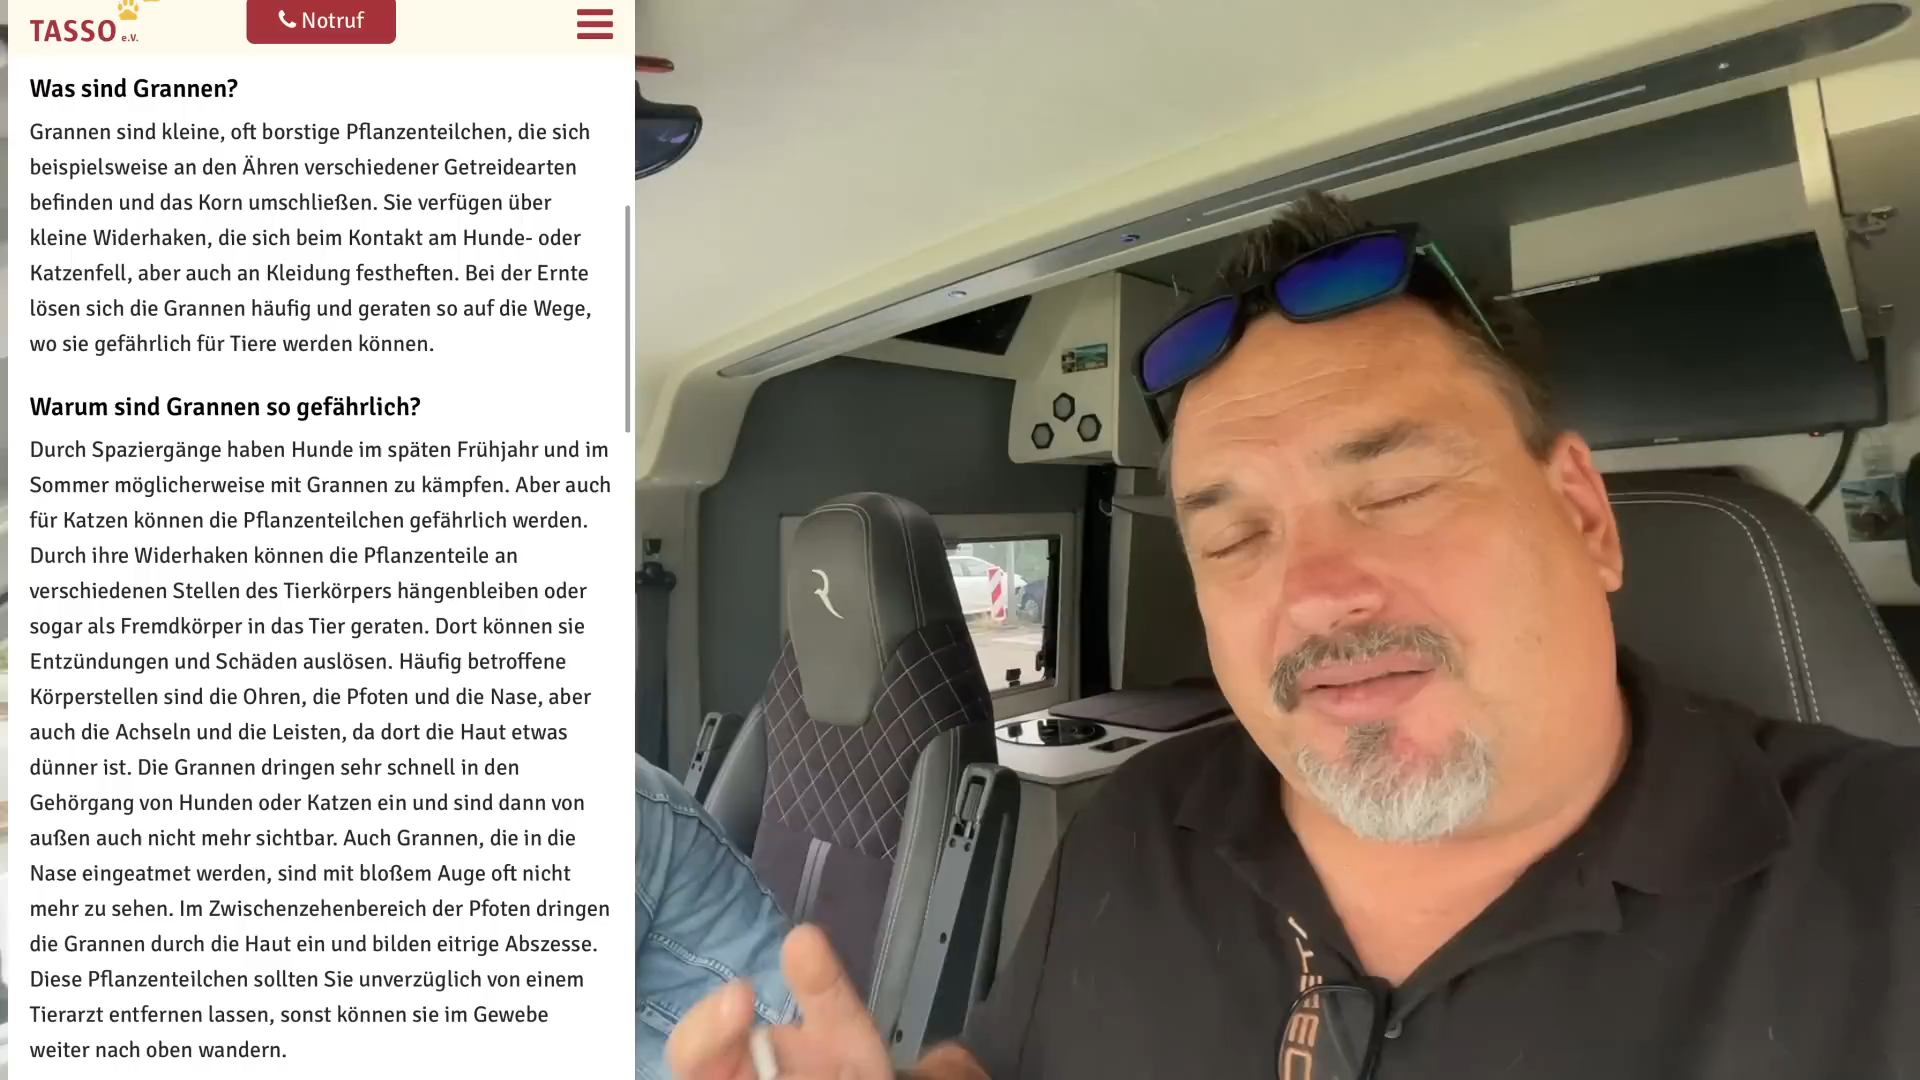 TASSO e.V.
Notruf
Was sind Grannen?
Grannen sind kleine, oft borstige Pflanzenteilchen, die sich
beispielsweise an den Ähren verschiedener Getreidearten
befinden und das Korn umschließen. Sie verfügen über
kleine Widerhaken, die sich beim Kontakt am Hunde- oder
Katzenfell, aber auch an Kleidung festheften. Bei der Ernte
lösen sich die Grannen häufig und geraten so auf die Wege,
wo sie gefährlich für Tiere werden können.
Warum sind Grannen so gefährlich?
Durch Spaziergänge haben Hunde im späten Frühjahr und im
Sommer möglicherweise mit Grannen zu kämpfen. Aber auch
für Katzen können die Pflanzenteilchen gefährlich werden.
Durch ihre Widerhaken können die Pflanzenteile an
verschiedenen Stellen des Tierkörpers hängenbleiben oder
sogar als Fremdkörper in das Tier geraten. Dort können sie
Entzündungen und Schäden auslösen. Häufig betroffene
Körperstellen sind die Ohren, die Pfoten und die Nase, aber
auch die Achseln und die Leisten, da dort die Haut etwas
dünner ist. Die Grannen dringen sehr schnell in den
Gehörgang von Hunden oder Katzen ein und sind dann von
außen auch nicht mehr sichtbar. Auch Grannen, die in die
Nase eingeatmet werden, sind mit bloßem Auge oft nicht
mehr zu sehen. Im Zwischenzehenbereich der Pfoten dringen
die Grannen durch die Haut ein und bilden eitrige Abszesse.
Diese Pflanzenteilchen sollten Sie unverzüglich von einem
Tierarzt entfernen lassen, sonst können sie im Gewebe
weiter nach oben wandern.